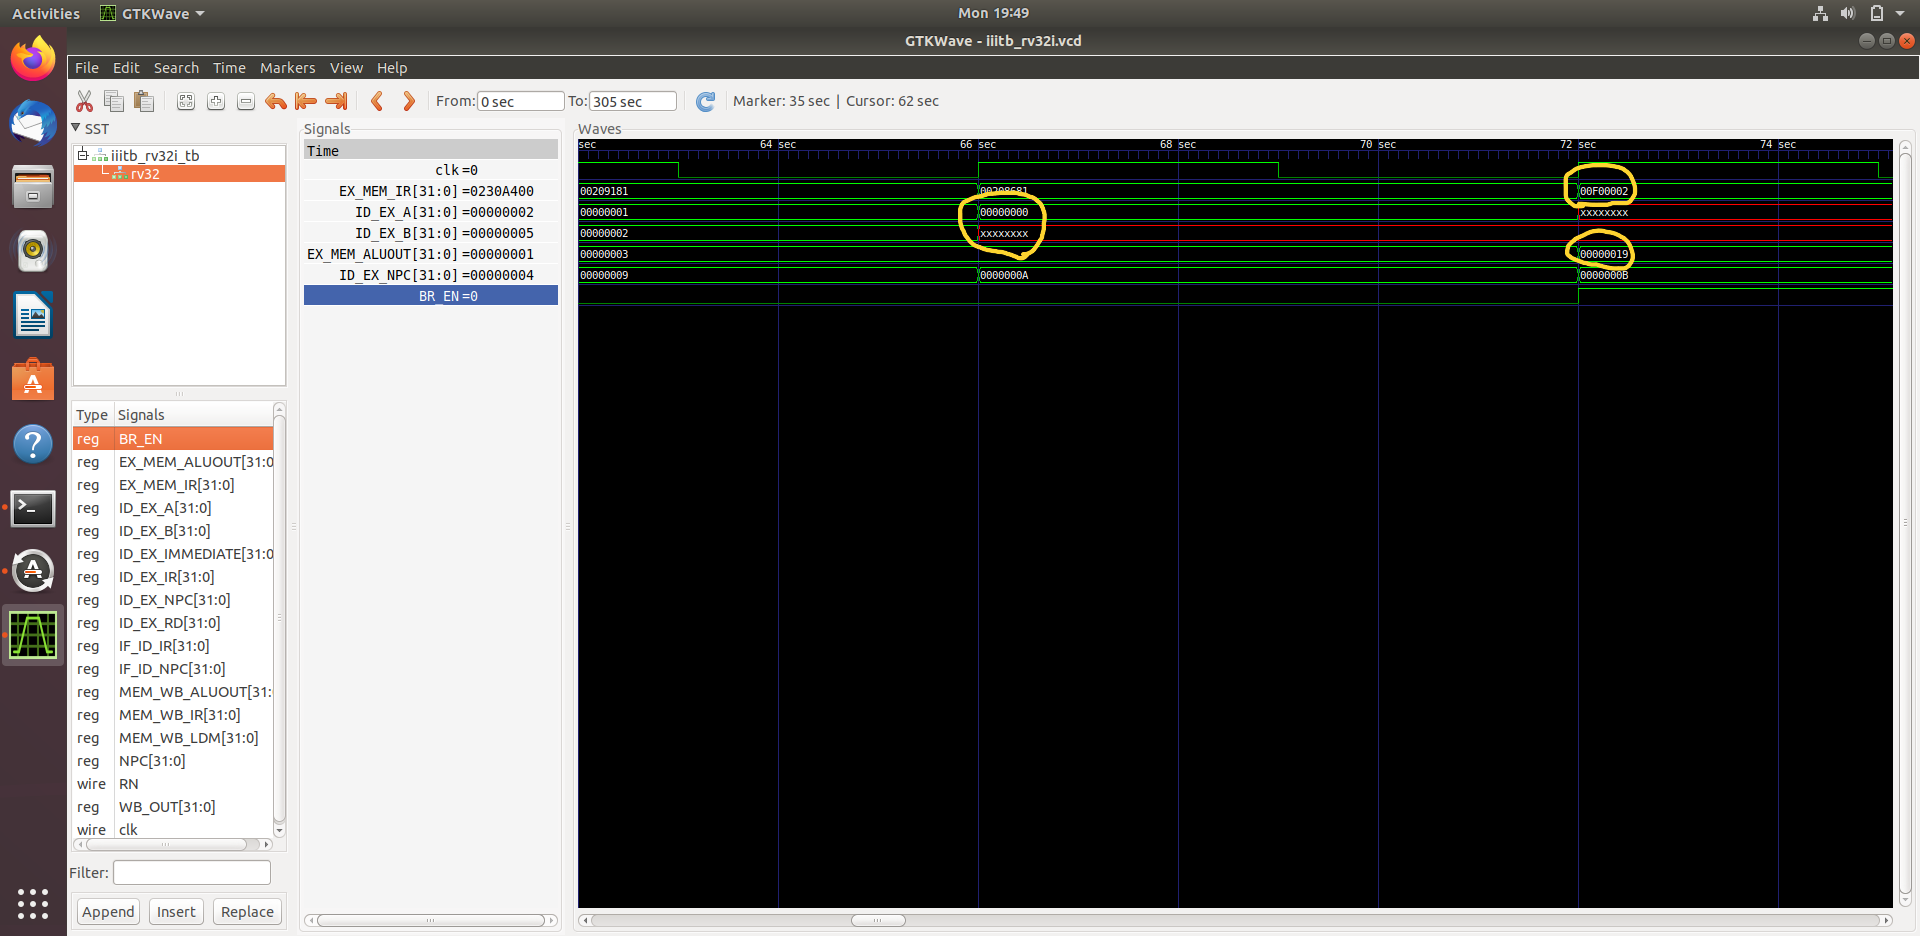 Activities GTKWave Mon 19:49
GTKWave - iiitb_rv32i.vcd
File Edit Search Time Markers View Help
From: 0 sec To: 305 sec Marker: 35 sec | Cursor: 62 sec
SST
iiitb_rv32i_tb
rv32
Type Signals
reg BR_EN
reg EX_MEM_ALUOUT[31:0
reg EX_MEM_IR[31:0]
reg ID_EX_A[31:0]
reg ID_EX_B[31:0]
reg ID_EX_IMMEDIATE[31:0
reg ID_EX_IR[31:0]
reg ID_EX_NPC[31:0]
reg ID_EX_RD[31:0]
reg IF_ID_IR[31:0]
reg IF_ID_NPC[31:0]
reg MEM_WB_ALUOUT[31:
reg MEM_WB_IR[31:0]
reg MEM_WB_LDM[31:0]
reg NPC[31:0]
wire RN
reg WB_OUT[31:0]
wire clk
Filter:
Append Insert Replace
Signals
Time
clk=0
EX_MEM_IR[31:0]=0230A400
ID_EX_A[31:0]=00000002
ID_EX_B[31:0]=00000005
EX_MEM_ALUOUT[31:0]=00000001
ID_EX_NPC[31:0]=00000004
BR_EN=0
Waves
sec 64 sec 66 sec 68 sec 70 sec 72 sec 74 sec
00209181 00208681 00F00002
00000001 00000000 xxxxxxxx
00000002 xxxxxxxx
00000003 00000019
00000009 0000000A 0000000B